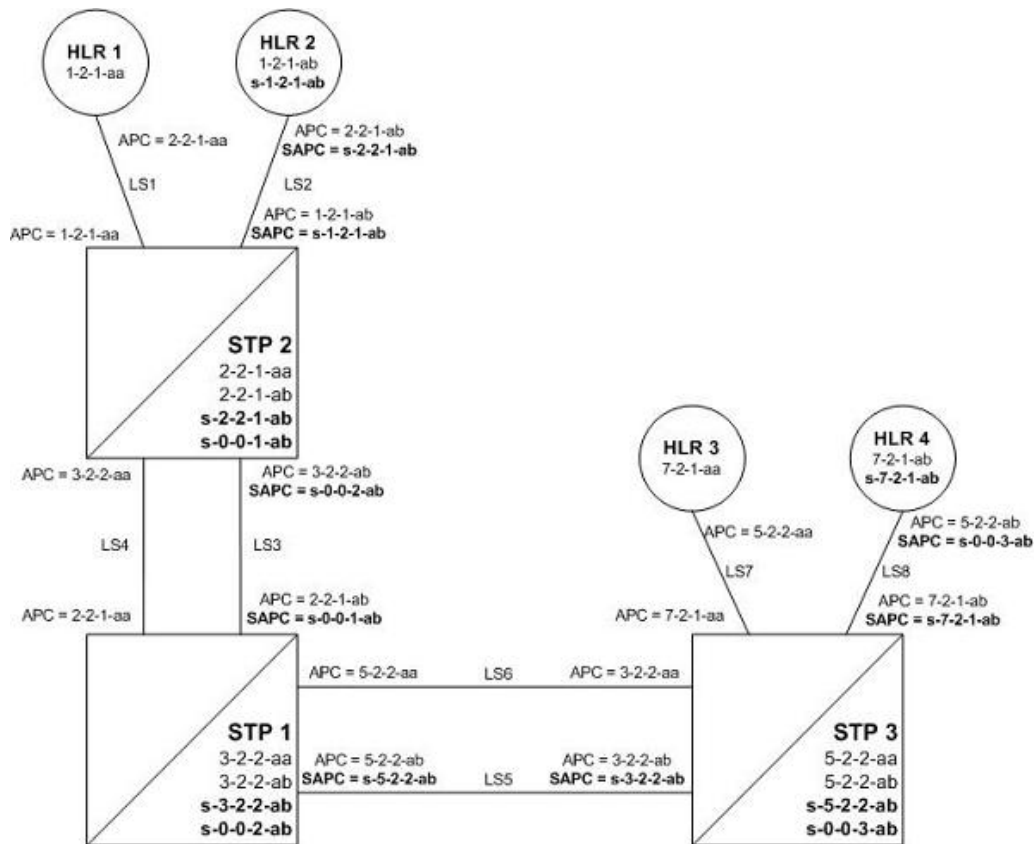 HLR 1
1-2-1-aa
HLR 2
1-2-1-ab
s-1-2-1-ab
APC = 2-2-1-aa
APC = 2-2-1-ab
SAPC = s-2-2-1-ab
LS1
LS2
APC = 1-2-1-aa
APC = 1-2-1-ab
SAPC = s-1-2-1-ab
STP 2
2-2-1-aa
2-2-1-ab
s-2-2-1-ab
s-0-0-1-ab
HLR 3
7-2-1-aa
HLR 4
7-2-1-ab
s-7-2-1-ab
APC = 3-2-2-aa
APC = 3-2-2-ab
SAPC = s-0-0-2-ab
LS4
LS3
APC = 5-2-2-aa
APC = 5-2-2-ab
SAPC = s-0-0-3-ab
LS7
LS8
APC = 2-2-1-aa
APC = 2-2-1-ab
SAPC = s-0-0-1-ab
APC = 7-2-1-aa
APC = 7-2-1-ab
SAPC = s-7-2-1-ab
APC = 5-2-2-aa
LS6
APC = 3-2-2-aa
STP 1
3-2-2-aa
3-2-2-ab
s-3-2-2-ab
s-0-0-2-ab
APC = 5-2-2-ab
SAPC = s-5-2-2-ab
LS5
APC = 3-2-2-ab
SAPC = s-3-2-2-ab
STP 3
5-2-2-aa
5-2-2-ab
s-5-2-2-ab
s-0-0-3-ab